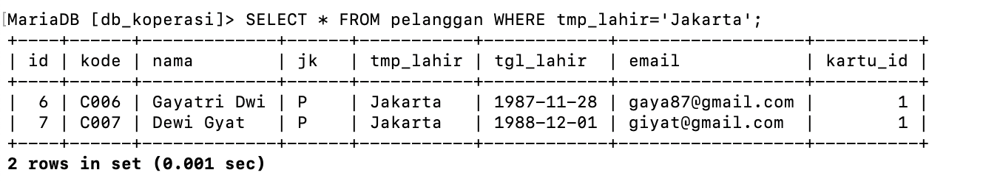 MariaDB [db_koperasi]> SELECT * FROM pelanggan WHERE tmp_lahir='Jakarta';
+----+------+-------------+------+-----------+------------+------------------+----------+
| id | kode | nama        | jk   | tmp_lahir | tgl_lahir  | email            | kartu_id |
+----+------+-------------+------+-----------+------------+------------------+----------+
|  6 | C006 | Gayatri Dwi | P    | Jakarta   | 1987-11-28 | gaya87@gmail.com |        1 |
|  7 | C007 | Dewi Gyat   | P    | Jakarta   | 1988-12-01 | giyat@gmail.com  |        1 |
+----+------+-------------+------+-----------+------------+------------------+----------+
2 rows in set (0.001 sec)